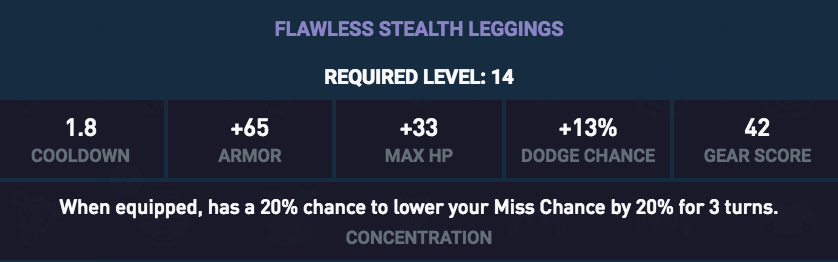 FLAWLESS STEALTH LEGGINGS
REQUIRED LEVEL: 14
1.8 +65 +33 +13% 42
COOLDOWN ARMOR MAX HP DODGE CHANCE GEAR SCORE
When equipped, has a 20% chance to lower your Miss Chance by 20% for 3 turns.
CONCENTRATION